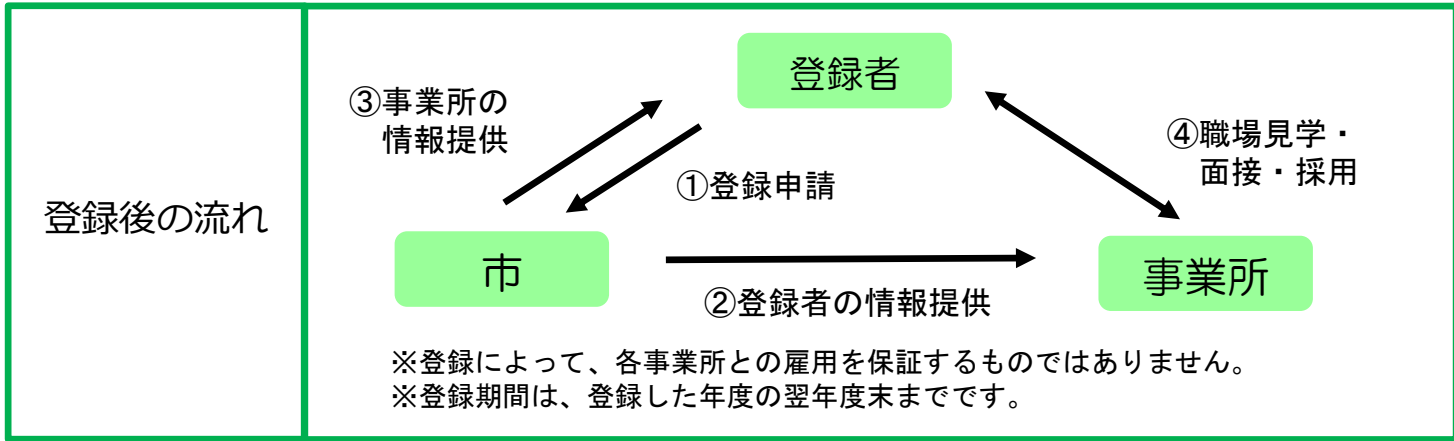 登録後の流れ
登録者
③事業所の
情報提供
④職場見学・
面接・採用
①登録申請
市
事業所
②登録者の情報提供
※登録によって、各事業所との雇用を保証するものではありません。
※登録期間は、登録した年度の翌年度末までです。